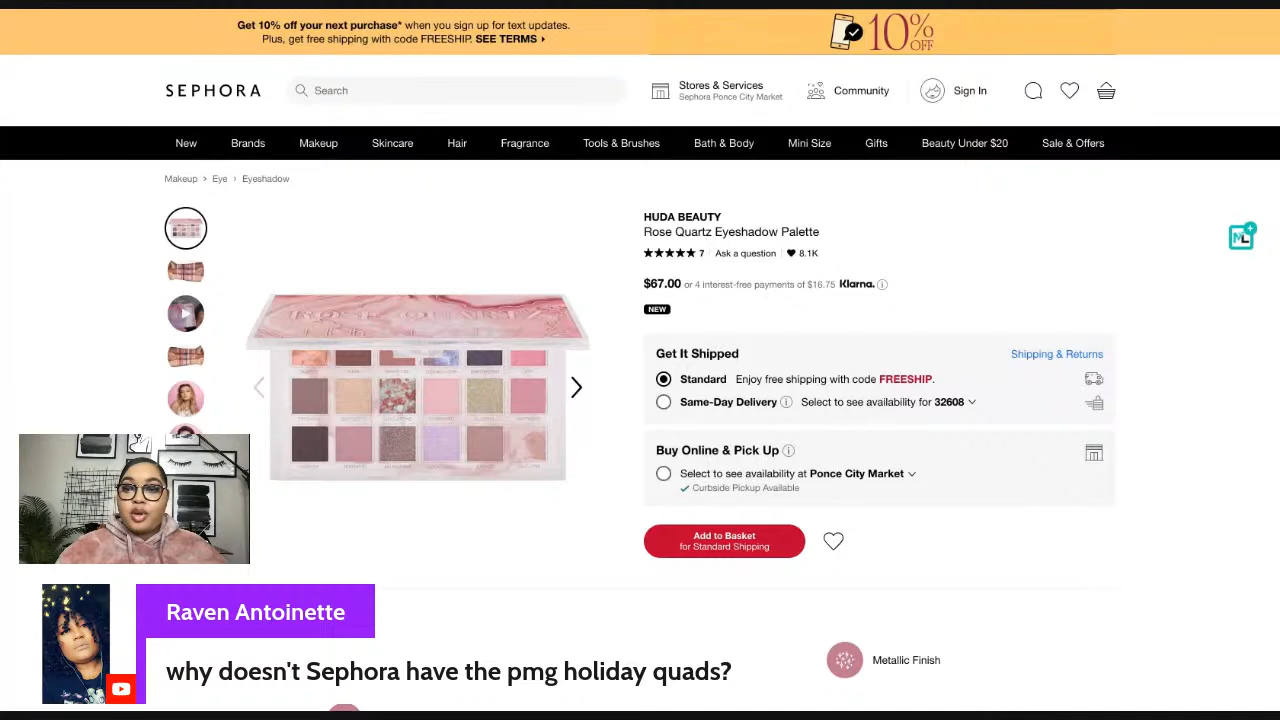 Get 10% off your next purchase* when you sign up for text updates.
Plus, get free shipping with code FREESHIP. SEE TERMS ▸
10% OFF
SEPHORA
Search
Stores & Services
Sephora Ponce City Market
Community
Sign In
New Brands Makeup Skincare Hair Fragrance Tools & Brushes Bath & Body Mini Size Gifts Beauty Under $20 Sale & Offers
Makeup > Eye > Eyeshadow
HUDA BEAUTY
Rose Quartz Eyeshadow Palette
★★★★★ 7 | Ask a question | ♥ 8.1K
$67.00 or 4 interest-free payments of $16.75 Klarna.
NEW
ML
Get It Shipped
Shipping & Returns
Standard Enjoy free shipping with code FREESHIP.
Same-Day Delivery Select to see availability for 32608
Buy Online & Pick Up
Select to see availability at Ponce City Market
Curbside Pickup Available
Add to Basket
for Standard Shipping
Raven Antoinette
why doesn't Sephora have the pmg holiday quads?
Metallic Finish